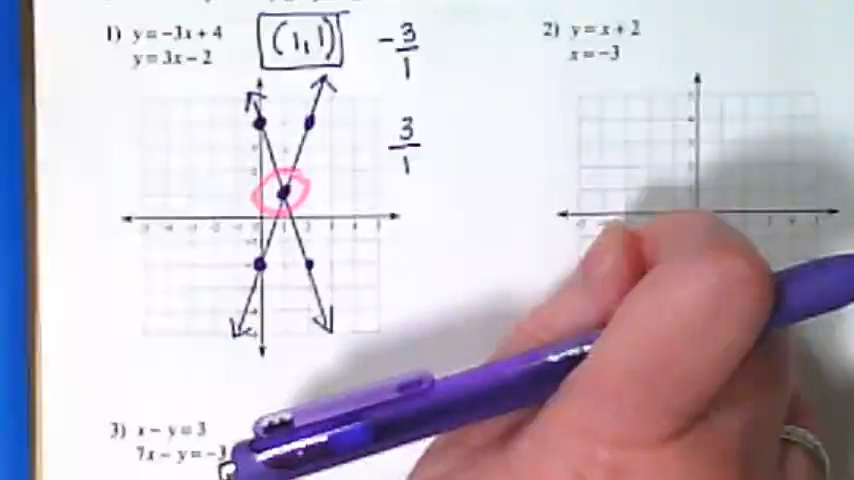 1) y = -3x + 4
y = 3x - 2
(1,1)
-3/1
3/1
2) y = x + 2
x = -3
3) x - y = 3
7x - y = -3